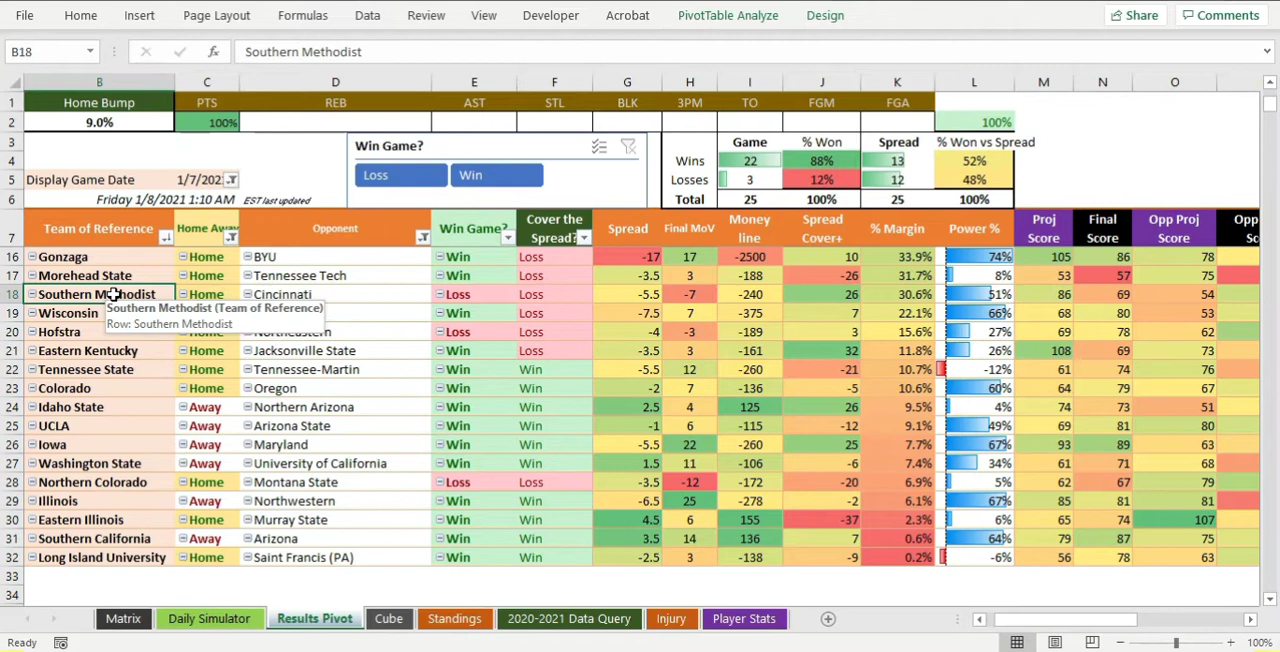 File Home Insert Page Layout Formulas Data Review View Developer Acrobat PivotTable Analyze Design Share Comments
B18 fx Southern Methodist
B C D E F G H I J K L M N O
1 Home Bump PTS REB AST STL BLK 3PM TO FGM FGA
2 9.0% 100% 100%
3 Win Game? Game % Won Spread % Won vs Spread
4 Wins 22 88% 13 52%
5 Display Game Date 1/7/202 Loss Win Losses 3 12% 12 48%
6 Friday 1/8/2021 1:10 AM EST last updated Total 25 100% 25 100%
7 Team of Reference Home Away Opponent Win Game? Cover the Spread? Spread Final MoV Money line Spread Cover+ % Margin Power % Proj Score Final Score Opp Proj Score Opp Sc
16 Gonzaga Home BYU Win Loss -17 17 -2500 10 33.9% 74% 105 86 78
17 Morehead State Home Tennessee Tech Win Loss -3.5 3 -188 -26 31.7% 8% 53 57 75
18 Southern Methodist Home Cincinnati Loss Loss -5.5 -7 -240 26 30.6% 51% 86 69 54
Southern Methodist (Team of Reference)
Row: Southern Methodist
19 Wisconsin Win Loss -7.5 7 -375 7 22.1% 66% 68 80 53
20 Hofstra Home Northeastern Loss Loss -4 -3 -189 3 15.6% 27% 69 78 62
21 Eastern Kentucky Home Jacksonville State Win Loss -3.5 3 -161 32 11.8% 26% 108 69 73
22 Tennessee State Home Tennessee-Martin Win Win -5.5 12 -260 -21 10.7% -12% 61 74 76
23 Colorado Home Oregon Win Win -2 7 -136 -5 10.6% 60% 64 79 67
24 Idaho State Away Northern Arizona Win Win 2.5 4 125 26 9.5% 4% 74 73 51
25 UCLA Away Arizona State Win Win -1 6 -115 -12 9.1% 49% 69 81 80
26 Iowa Away Maryland Win Win -5.5 22 -260 25 7.7% 67% 93 89 63
27 Washington State Away University of California Win Win 1.5 11 -106 -6 7.4% 34% 61 71 68
28 Northern Colorado Home Montana State Loss Loss -3.5 -12 -172 -20 6.9% 5% 62 67 79
29 Illinois Away Northwestern Win Win -6.5 25 -278 -2 6.1% 67% 85 81 81
30 Eastern Illinois Home Murray State Win Win 4.5 6 155 -37 2.3% 6% 65 74 107
31 Southern California Away Arizona Win Win 3.5 14 136 7 0.6% 64% 79 87 75
32 Long Island University Home Saint Francis (PA) Win Win -2.5 3 -138 -9 0.2% -6% 56 78 63
33
34
Matrix Daily Simulator Results Pivot Cube Standings 2020-2021 Data Query Injury Player Stats
Ready 100%